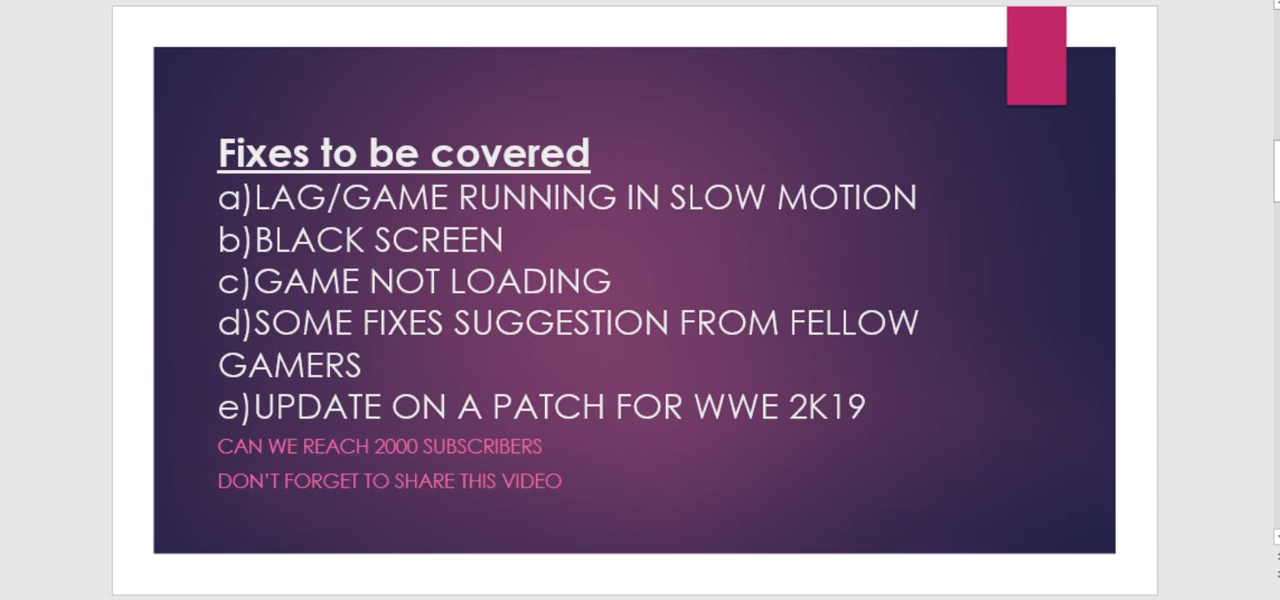 Fixes to be covered
a)LAG/GAME RUNNING IN SLOW MOTION
b)BLACK SCREEN
c)GAME NOT LOADING
d)SOME FIXES SUGGESTION FROM FELLOW
GAMERS
e)UPDATE ON A PATCH FOR WWE 2K19
CAN WE REACH 2000 SUBSCRIBERS
DON'T FORGET TO SHARE THIS VIDEO